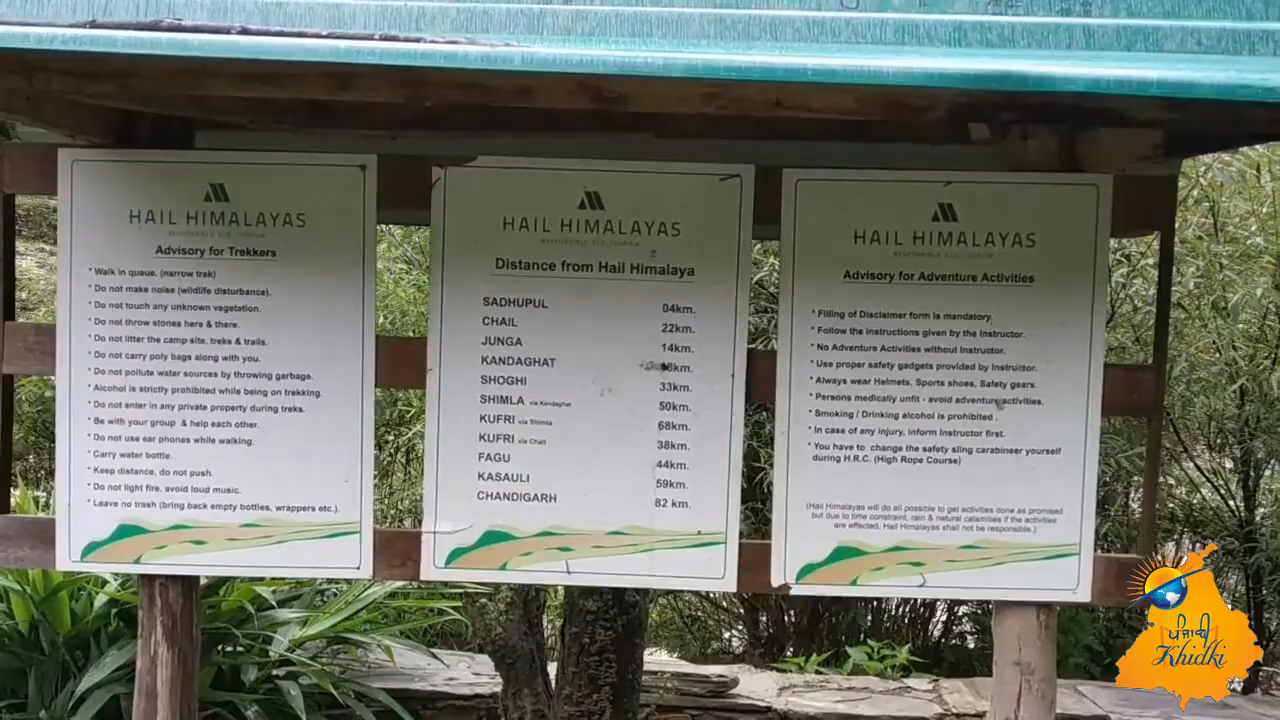 HAIL HIMALAYAS
RESPONSIBLE ECO TOURISM
Advisory for Trekkers
* Walk in queue. (narrow trak)
* Do not make noise (wildlife disturbance).
* Do not touch any unknown vegetation.
* Do not throw stones here & there.
* Do not litter the camp site, treks & trails.
* Do not carry poly bags along with you.
* Do not pollute water sources by throwing garbage.
* Alcohol is strictly prohibited while being on trekking.
* Do not enter in any private property during treks.
* Be with your group & help each other.
* Do not use ear phones while walking.
* Carry water bottle.
* Keep distance, do not push.
* Do not light fire, avoid loud music.
* Leave no trash (bring back empty bottles, wrappers etc.).
HAIL HIMALAYAS
RESPONSIBLE ECO TOURISM
Distance from Hail Himalaya
SADHUPUL 04km.
CHAIL 22km.
JUNGA 14km.
KANDAGHAT
SHOGHI 33km.
SHIMLA via Kandaghat 50km.
KUFRI via Shimla 68km.
KUFRI via Chail 38km.
FAGU 44km.
KASAULI 59km.
CHANDIGARH 82 km.
HAIL HIMALAYAS
RESPONSIBLE ECO TOURISM
Advisory for Adventure Activities
* Filling of Disclaimer form is mandatory.
* Follow the instructions given by the Instructor.
* No Adventure Activities without Instructor.
* Use proper safety gadgets provided by Instructor.
* Always wear Helmets, Sports shoes, Safety gears.
* Persons medically unfit - avoid adventure activities.
* Smoking / Drinking alcohol is prohibited .
* In case of any injury, inform Instructor first.
* You have to change the safety sling carabineer yourself
during H.R.C. (High Rope Course)
(Hail Himalayas will do all possible to get activities done as promised
but due to time constraint, rain & natural calamities if the activities
are effected, Hail Himalayas shall not be responsible.)
ਪੰਜਾਬੀ
Khidki